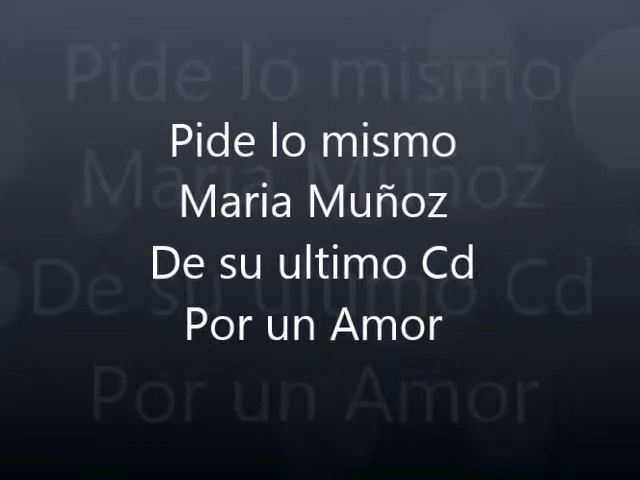 Pide lo mismo
Maria Muñoz
De su ultimo Cd
Por un Amor